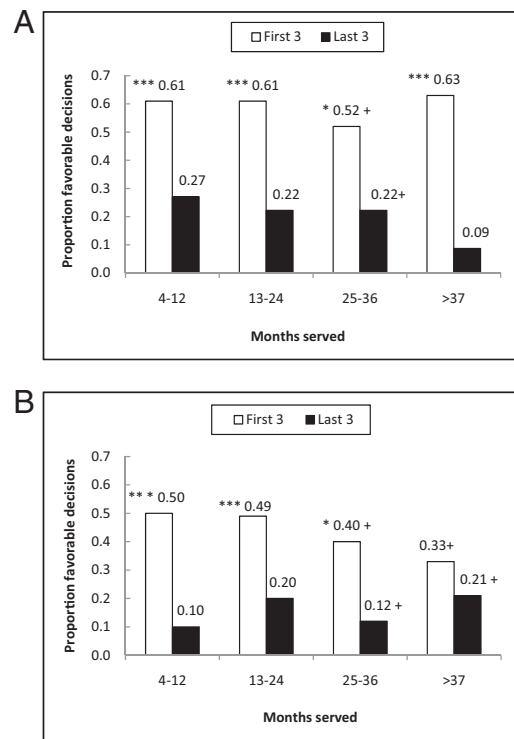 A
First 3 Last 3
Proportion favorable decisions
0.7
0.6
0.5
0.4
0.3
0.2
0.1
0.0
*** 0.61
0.27
*** 0.61
0.22
* 0.52 +
0.22+
*** 0.63
0.09
4-12 13-24 25-36 >37
Months served
B
First 3 Last 3
Proportion favorable decisions
0.7
0.6
0.5
0.4
0.3
0.2
0.1
0.0
** * 0.50
0.10
*** 0.49
0.20
* 0.40 +
0.12 +
0.33+
0.21 +
4-12 13-24 25-36 >37
Months served